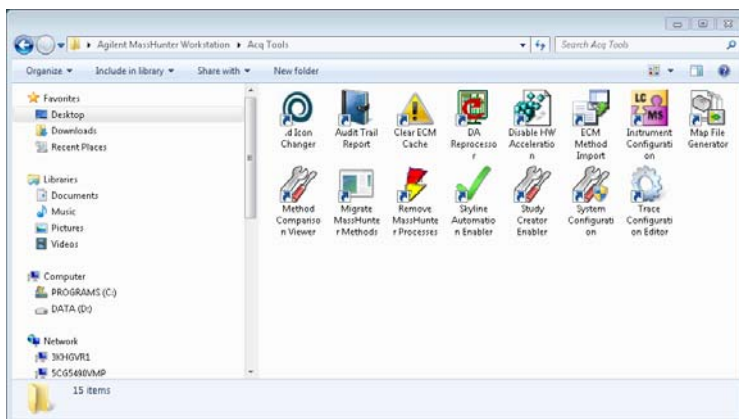 Agilent MassHunter Workstation ▸ Acq Tools
Search Acq Tools
Organize ▾ Include in library ▾ Share with ▾ New folder
Favorites
Desktop
Downloads
Recent Places
Libraries
Documents
Music
Pictures
Videos
Computer
PROGRAMS (C:)
DATA (D:)
Network
3KHGVR1
5CG5490VMP
.d Icon
Changer
Audit Trail
Report
Clear ECM
Cache
DA
Reprocesso
r
Disable HW
Acceleratio
n
ECM
Method
Import
LC
MS
Instrument
Configurati
on
Map File
Generator
Method
Compariso
n Viewer
Migrate
MassHunte
r Methods
Remove
MassHunte
r Processes
Skyline
Automatio
n Enabler
Study
Creator
Enabler
System
Configurati
on
Trace
Configurati
on Editor
15 items